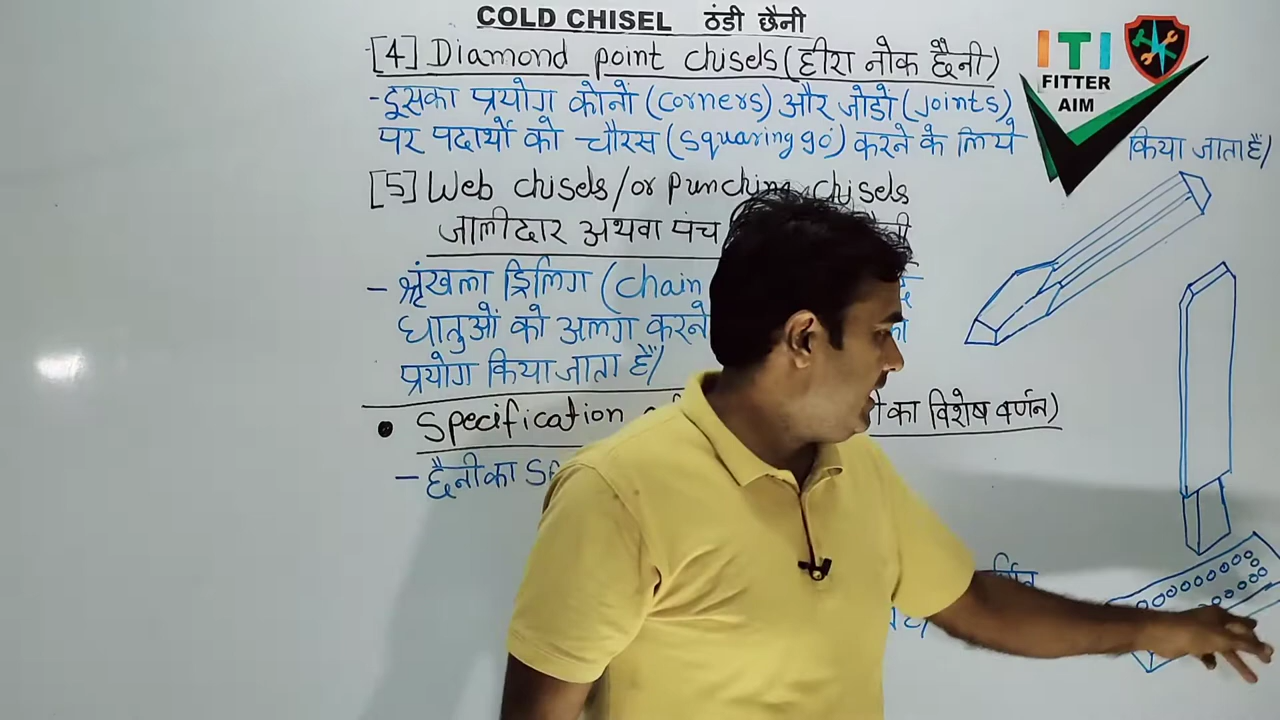 COLD CHISEL ठंडी छैनी
[4] Diamond point chisels (हीरा नोक छैनी)
- इसका प्रयोग कोनों (corners) और जोडों (joints)
पर पदार्थों को चौरस (squaring go) करने के लिये किया जाता हैं/
[5] Web chisels/or Punching chisels
जालीदार अथवा पंच
- श्रृंखला ड्रिलिंग (chain
धातुओं को अलग करने
प्रयोग किया जाता हैं/
• Specification का विशेष वर्णन)
- छैनी का
ITI
FITTER
AIM